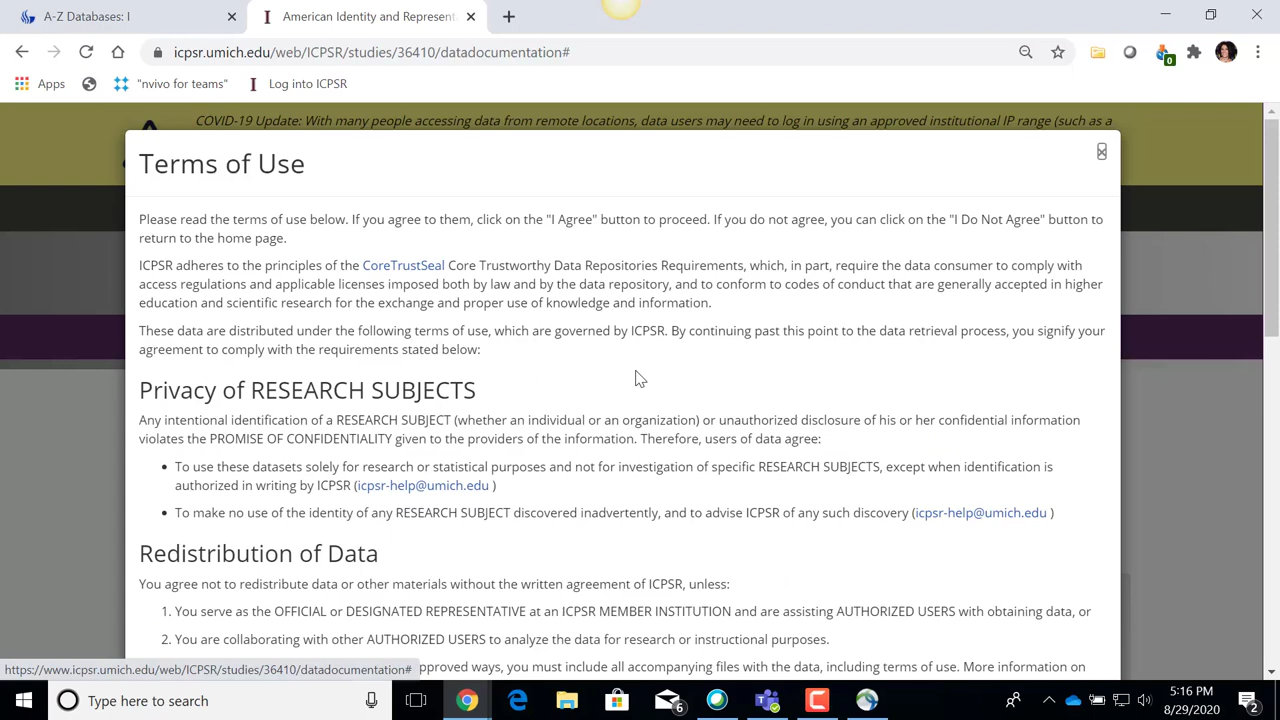 A-Z Databases: I
American Identity and Represent
icpsr.umich.edu/web/ICPSR/studies/36410/datadocumentation#
0
Apps
"nvivo for teams"
Log into ICPSR
COVID-19 Update: With many people accessing data from remote locations, data users may need to log in using an approved institutional IP range (such as a
Terms of Use
Please read the terms of use below. If you agree to them, click on the "I Agree" button to proceed. If you do not agree, you can click on the "I Do Not Agree" button to
return to the home page.
ICPSR adheres to the principles of the CoreTrustSeal Core Trustworthy Data Repositories Requirements, which, in part, require the data consumer to comply with
access regulations and applicable licenses imposed both by law and by the data repository, and to conform to codes of conduct that are generally accepted in higher
education and scientific research for the exchange and proper use of knowledge and information.
These data are distributed under the following terms of use, which are governed by ICPSR. By continuing past this point to the data retrieval process, you signify your
agreement to comply with the requirements stated below:
Privacy of RESEARCH SUBJECTS
Any intentional identification of a RESEARCH SUBJECT (whether an individual or an organization) or unauthorized disclosure of his or her confidential information
violates the PROMISE OF CONFIDENTIALITY given to the providers of the information. Therefore, users of data agree:
• To use these datasets solely for research or statistical purposes and not for investigation of specific RESEARCH SUBJECTS, except when identification is
authorized in writing by ICPSR (icpsr-help@umich.edu )
• To make no use of the identity of any RESEARCH SUBJECT discovered inadvertently, and to advise ICPSR of any such discovery (icpsr-help@umich.edu )
Redistribution of Data
You agree not to redistribute data or other materials without the written agreement of ICPSR, unless:
1. You serve as the OFFICIAL or DESIGNATED REPRESENTATIVE at an ICPSR MEMBER INSTITUTION and are assisting AUTHORIZED USERS with obtaining data, or
2. You are collaborating with other AUTHORIZED USERS to analyze the data for research or instructional purposes.
https://www.icpsr.umich.edu/web/ICPSR/studies/36410/datadocumentation#
approved ways, you must include all accompanying files with the data, including terms of use. More information on
Type here to search
6
5:16 PM
8/29/2020
2